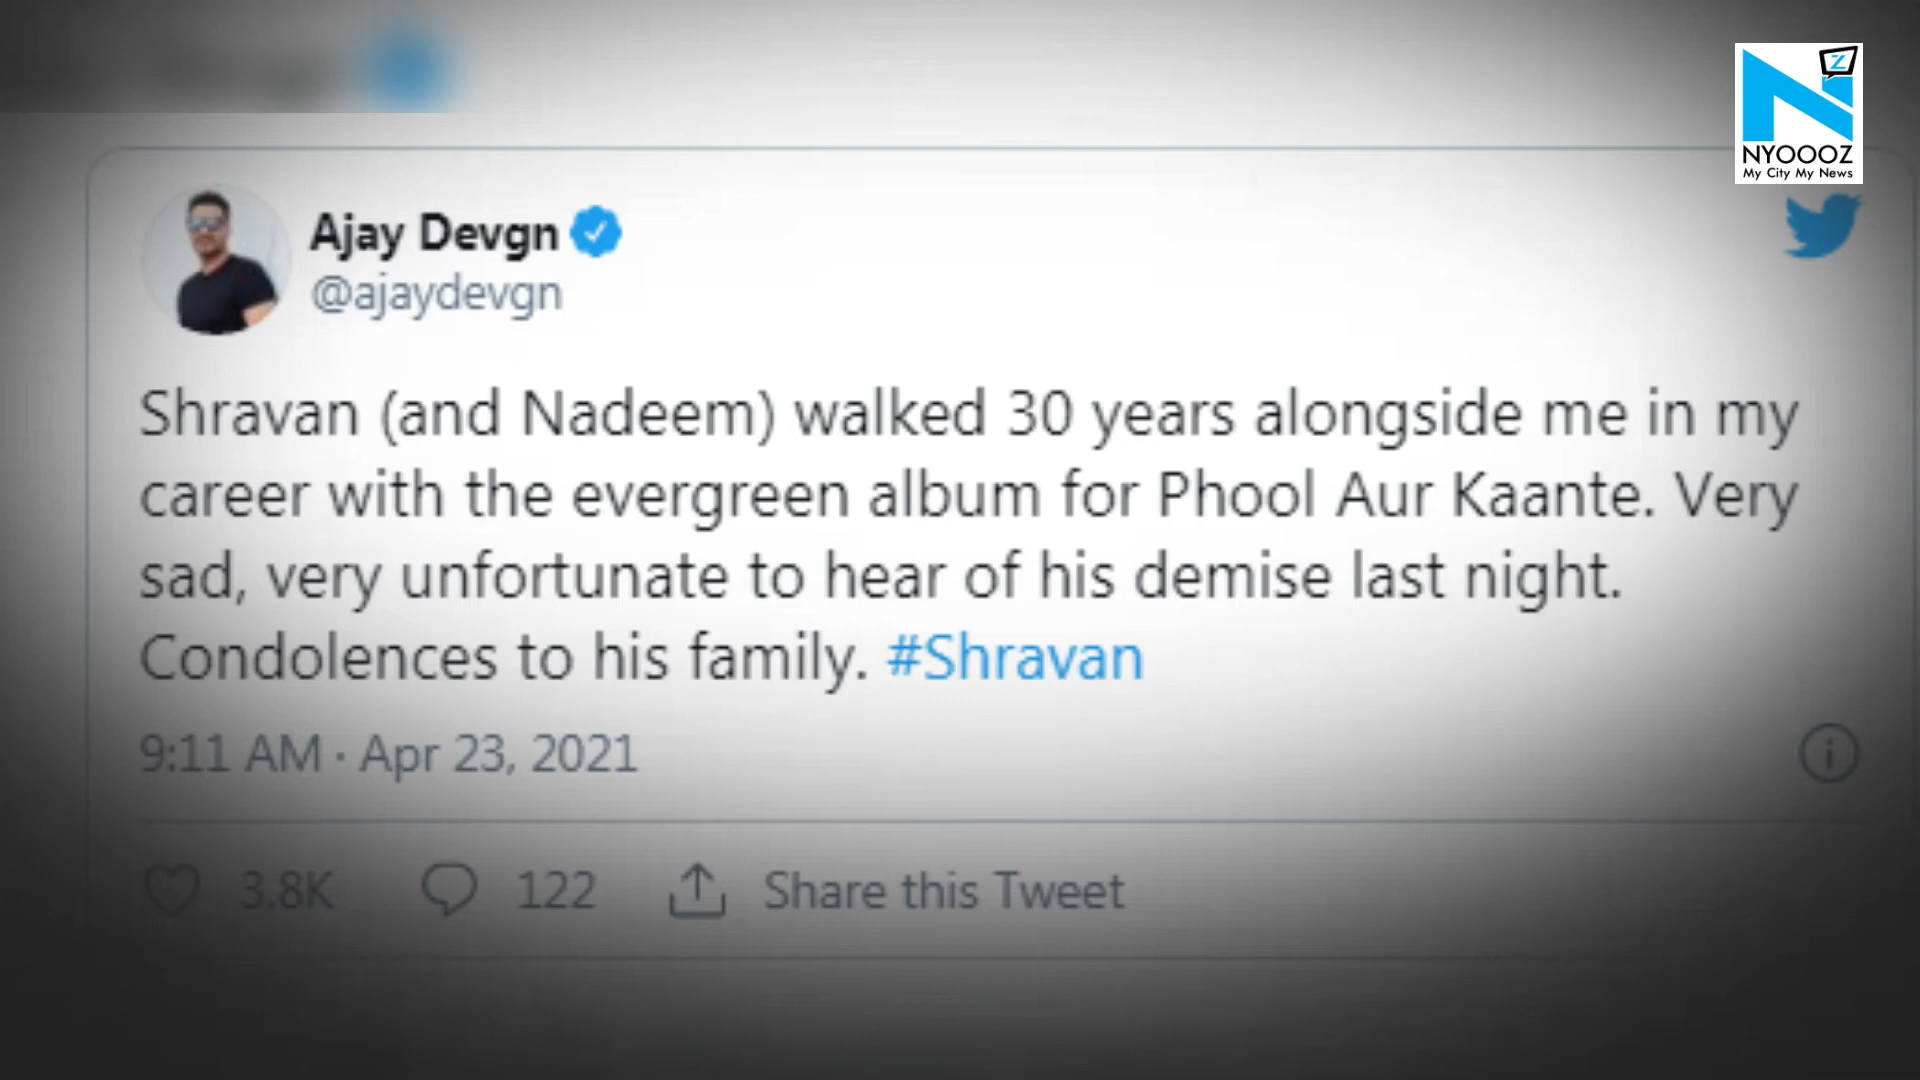 Z
NYOOOZ
My City My News
Ajay Devgn
@ajaydevgn
Shravan (and Nadeem) walked 30 years alongside me in my
career with the evergreen album for Phool Aur Kaante. Very
sad, very unfortunate to hear of his demise last night.
Condolences to his family. #Shravan
9:11 AM · Apr 23, 2021
3.8K 122 Share this Tweet